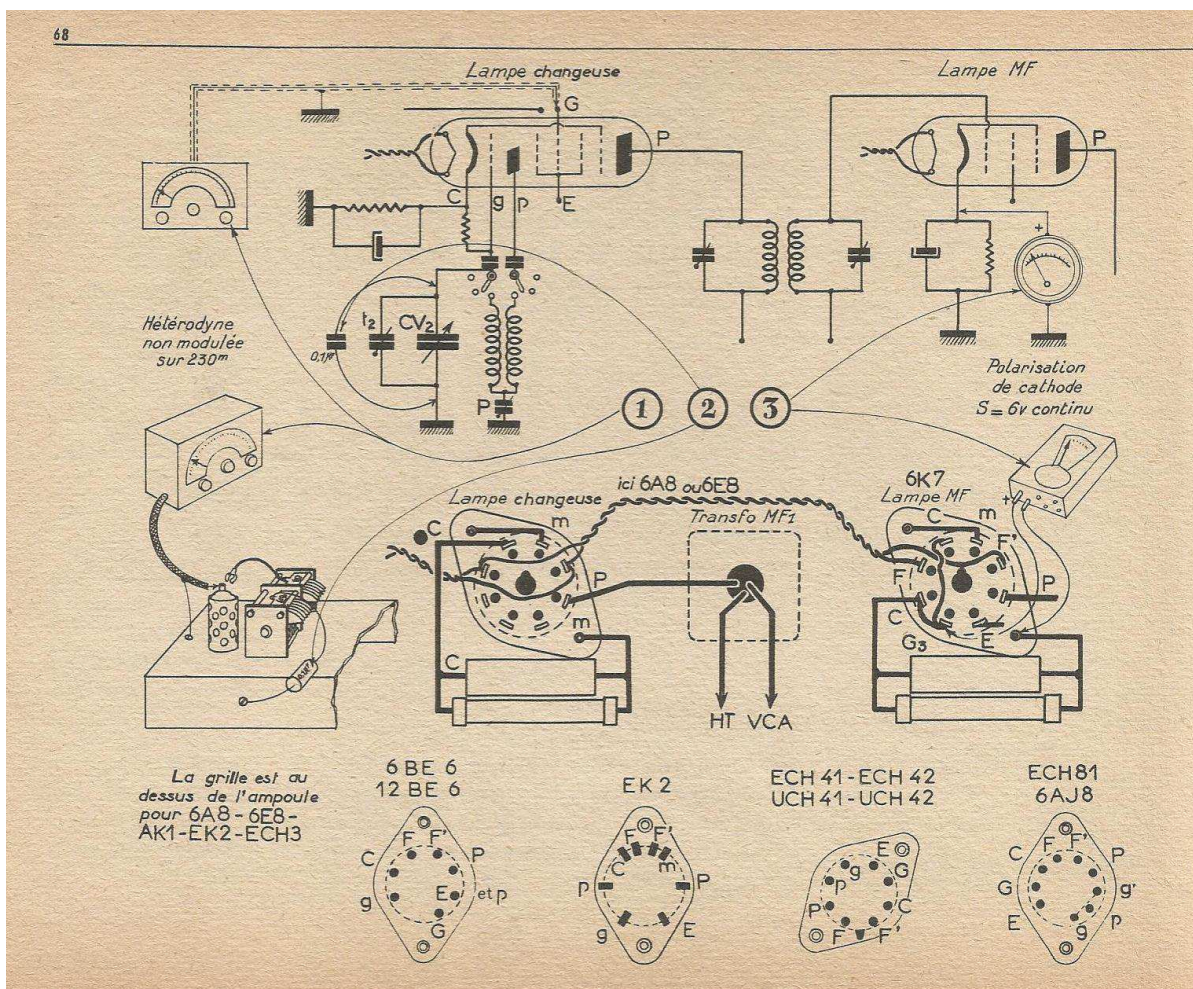 68
Lampe changeuse
Lampe MF
G
P
P
C
g
p
E
+
t2
CV2
0,1µ
P
Hétérodyne
non modulée
sur 230m
Polarisation
de cathode
S = 6v continu
1
2
3
ici 6A8 ou 6E8
Lampe changeuse
Transfo MF1
6K7
Lampe MF
C
m
C
m
F'
+
P
F
P
m
C
G3
E
C
HT VCA
La grille est au
dessus de l'ampoule
pour 6A8 - 6E8 -
AK1 - EK2 - ECH3
6 BE 6
12 BE 6
F F'
C
P
g
E
et p
G
EK 2
F F'
C
m
p
P
g
E
ECH 41 - ECH 42
UCH 41 - UCH 42
E
g
G
p
P
C
F
F'
ECH 81
6AJ8
C
F
F'
P
G
g'
E
g
p